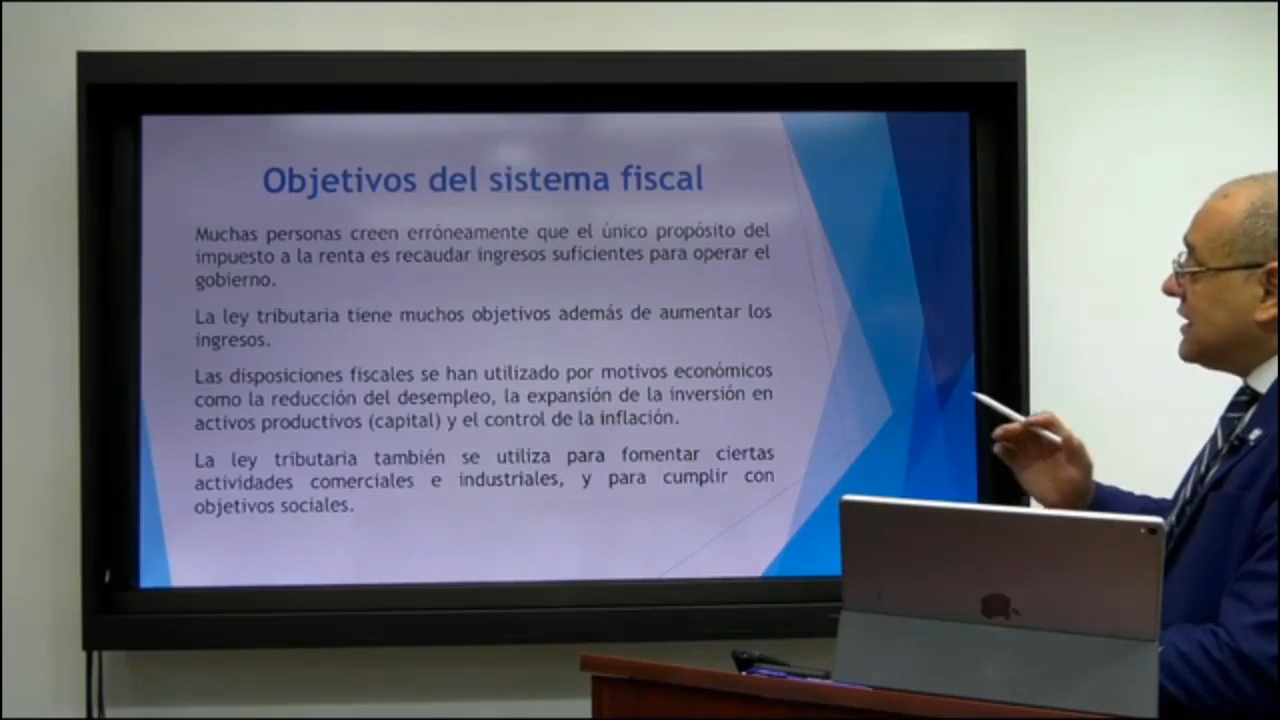 Objetivos del sistema fiscal
Muchas personas creen erróneamente que el único propósito del
impuesto a la renta es recaudar ingresos suficientes para operar el
gobierno.
La ley tributaria tiene muchos objetivos además de aumentar los
ingresos.
Las disposiciones fiscales se han utilizado por motivos económicos
como la reducción del desempleo, la expansión de la inversión en
activos productivos (capital) y el control de la inflación.
La ley tributaria también se utiliza para fomentar ciertas
actividades comerciales e industriales, y para cumplir con
objetivos sociales.